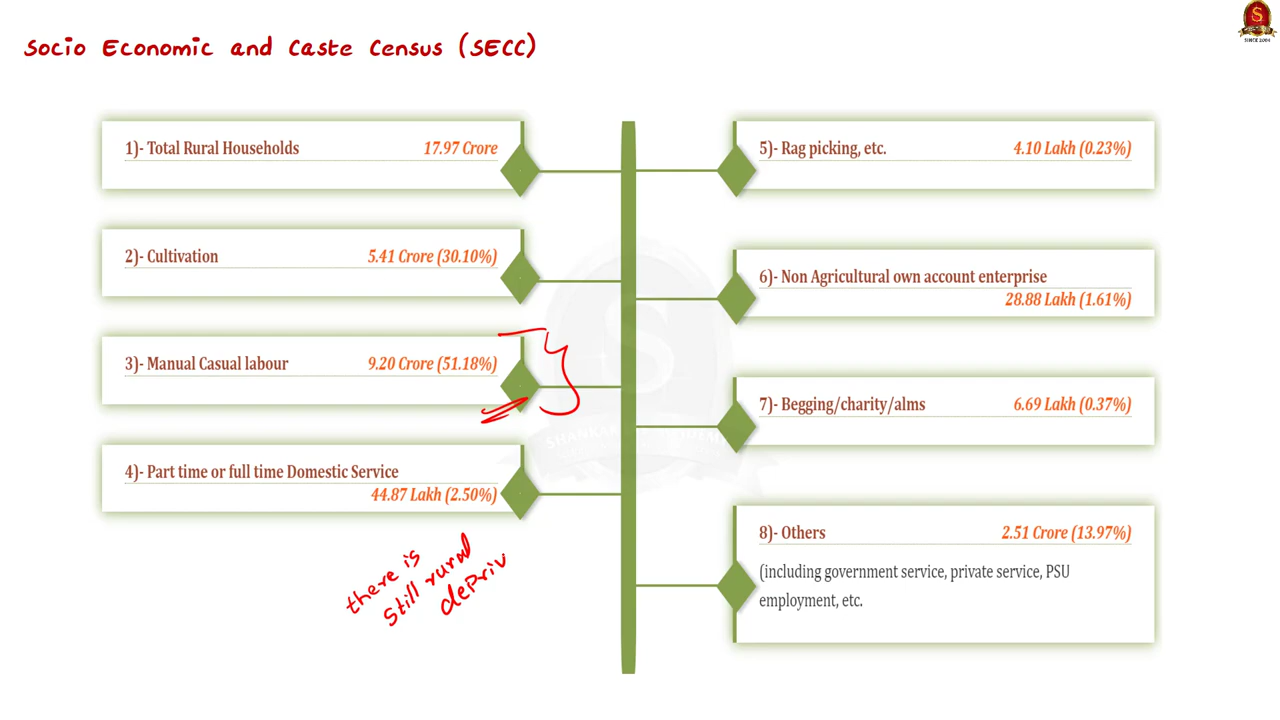 Socio Economic and Caste Census (SECC)
SINCE 2004
1)- Total Rural Households 17.97 Crore
2)- Cultivation 5.41 Crore (30.10%)
3)- Manual Casual labour 9.20 Crore (51.18%)
4)- Part time or full time Domestic Service
44.87 Lakh (2.50%)
there is
still rural
depriv
5)- Rag picking, etc. 4.10 Lakh (0.23%)
6)- Non Agricultural own account enterprise
28.88 Lakh (1.61%)
7)- Begging/charity/alms 6.69 Lakh (0.37%)
8)- Others 2.51 Crore (13.97%)
(including government service, private service, PSU
employment, etc.